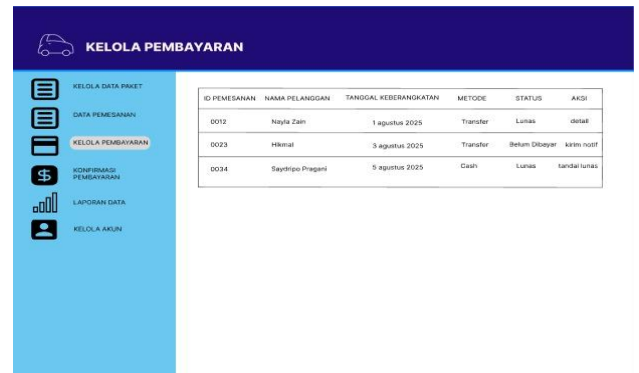 KELOLA PEMBAYARAN
KELOLA DATA PAKET
DATA PEMESANAN
KELOLA PEMBAYARAN
KONFIRMASI
PEMBAYARAN
LAPORAN DATA
KELOLA AKUN
ID PEMESANAN NAMA PELANGGAN TANGGAL KEBERANGKATAN METODE STATUS AKSI
0012 Nayla Zain 1 agustus 2025 Transfer Lunas detail
0023 Hikmal 3 agustus 2025 Transfer Belum Dibayar kirim notif
0034 Saydripo Pragani 5 agustus 2025 Cash Lunas tandai lunas